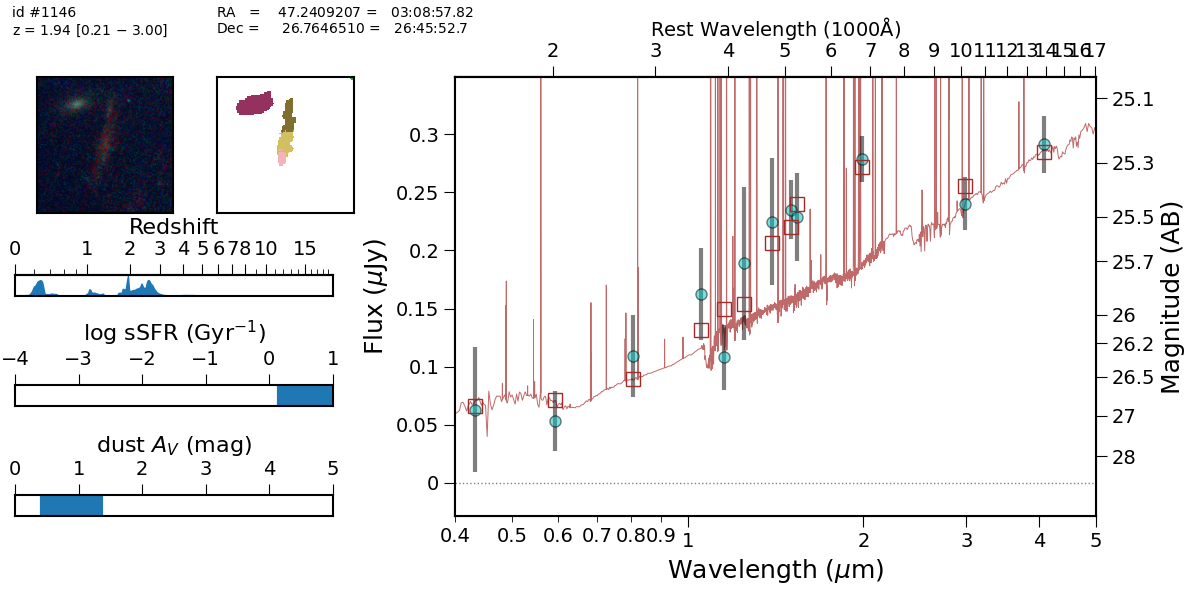 id #1146
z = 1.94 [0.21 − 3.00]
RA = 47.2409207 = 03:08:57.82
Dec = 26.7646510 = 26:45:52.7
Rest Wavelength (1000Å)
2 3 4 5 6 7 8 9 10 11 12 13 14 15 16 17
Redshift
0 1 2 3 4 5 6 7 8 10 15
log sSFR (Gyr⁻¹)
−4 −3 −2 −1 0 1
dust A_V (mag)
0 1 2 3 4 5
Flux (μJy)
0.3
0.25
0.2
0.15
0.1
0.05
0
25.1
25.3
25.5
25.7
26
26.2
26.5
27
28
Magnitude (AB)
0.4 0.5 0.6 0.7 0.8 0.9 1 2 3 4 5
Wavelength (μm)